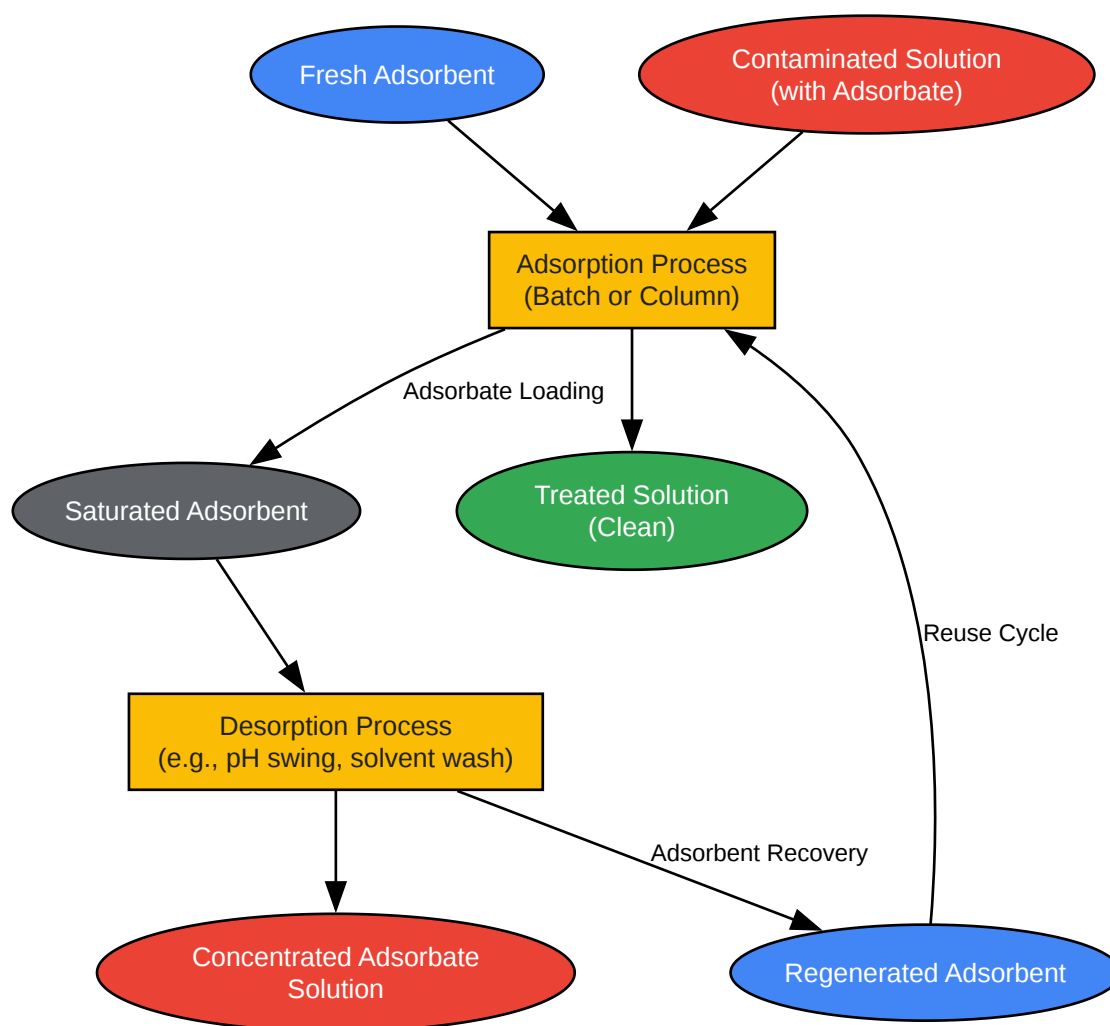 Fresh Adsorbent
Contaminated Solution
(with Adsorbate)
Adsorption Process
(Batch or Column)
Adsorbate Loading
Saturated Adsorbent
Treated Solution
(Clean)
Reuse Cycle
Desorption Process
(e.g., pH swing, solvent wash)
Adsorbent Recovery
Concentrated Adsorbate
Solution
Regenerated Adsorbent